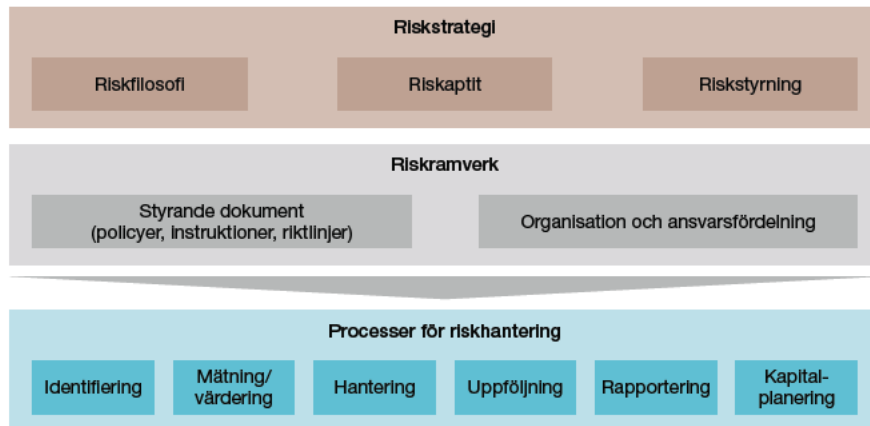 Riskstrategi
Riskfilosofi
Riskaptit
Riskstyrning
Riskramverk
Styrande dokument
(policyer, instruktioner, riktlinjer)
Organisation och ansvarsfördelning
Processer för riskhantering
Identifiering
Mätning/
värdering
Hantering
Uppföljning
Rapportering
Kapital-
planering